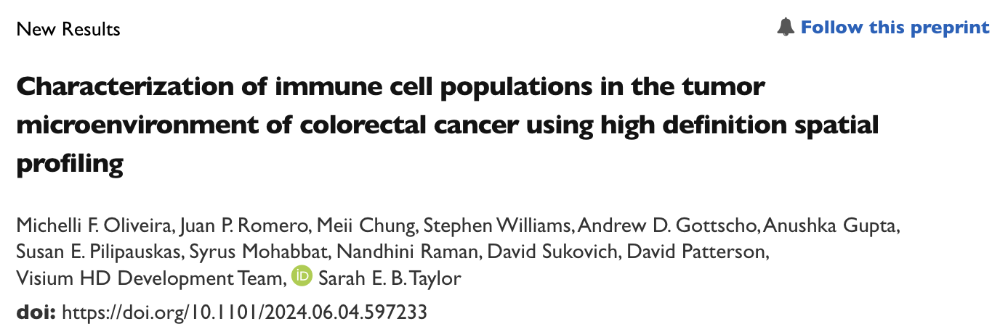 New Results
Follow this preprint
Characterization of immune cell populations in the tumor
microenvironment of colorectal cancer using high definition spatial
profiling
Michelli F. Oliveira, Juan P. Romero, Meii Chung, Stephen Williams, Andrew D. Gottscho, Anushka Gupta,
Susan E. Pilipauskas, Syrus Mohabbat, Nandhini Raman, David Sukovich, David Patterson,
Visium HD Development Team, iD Sarah E. B. Taylor
doi: https://doi.org/10.1101/2024.06.04.597233